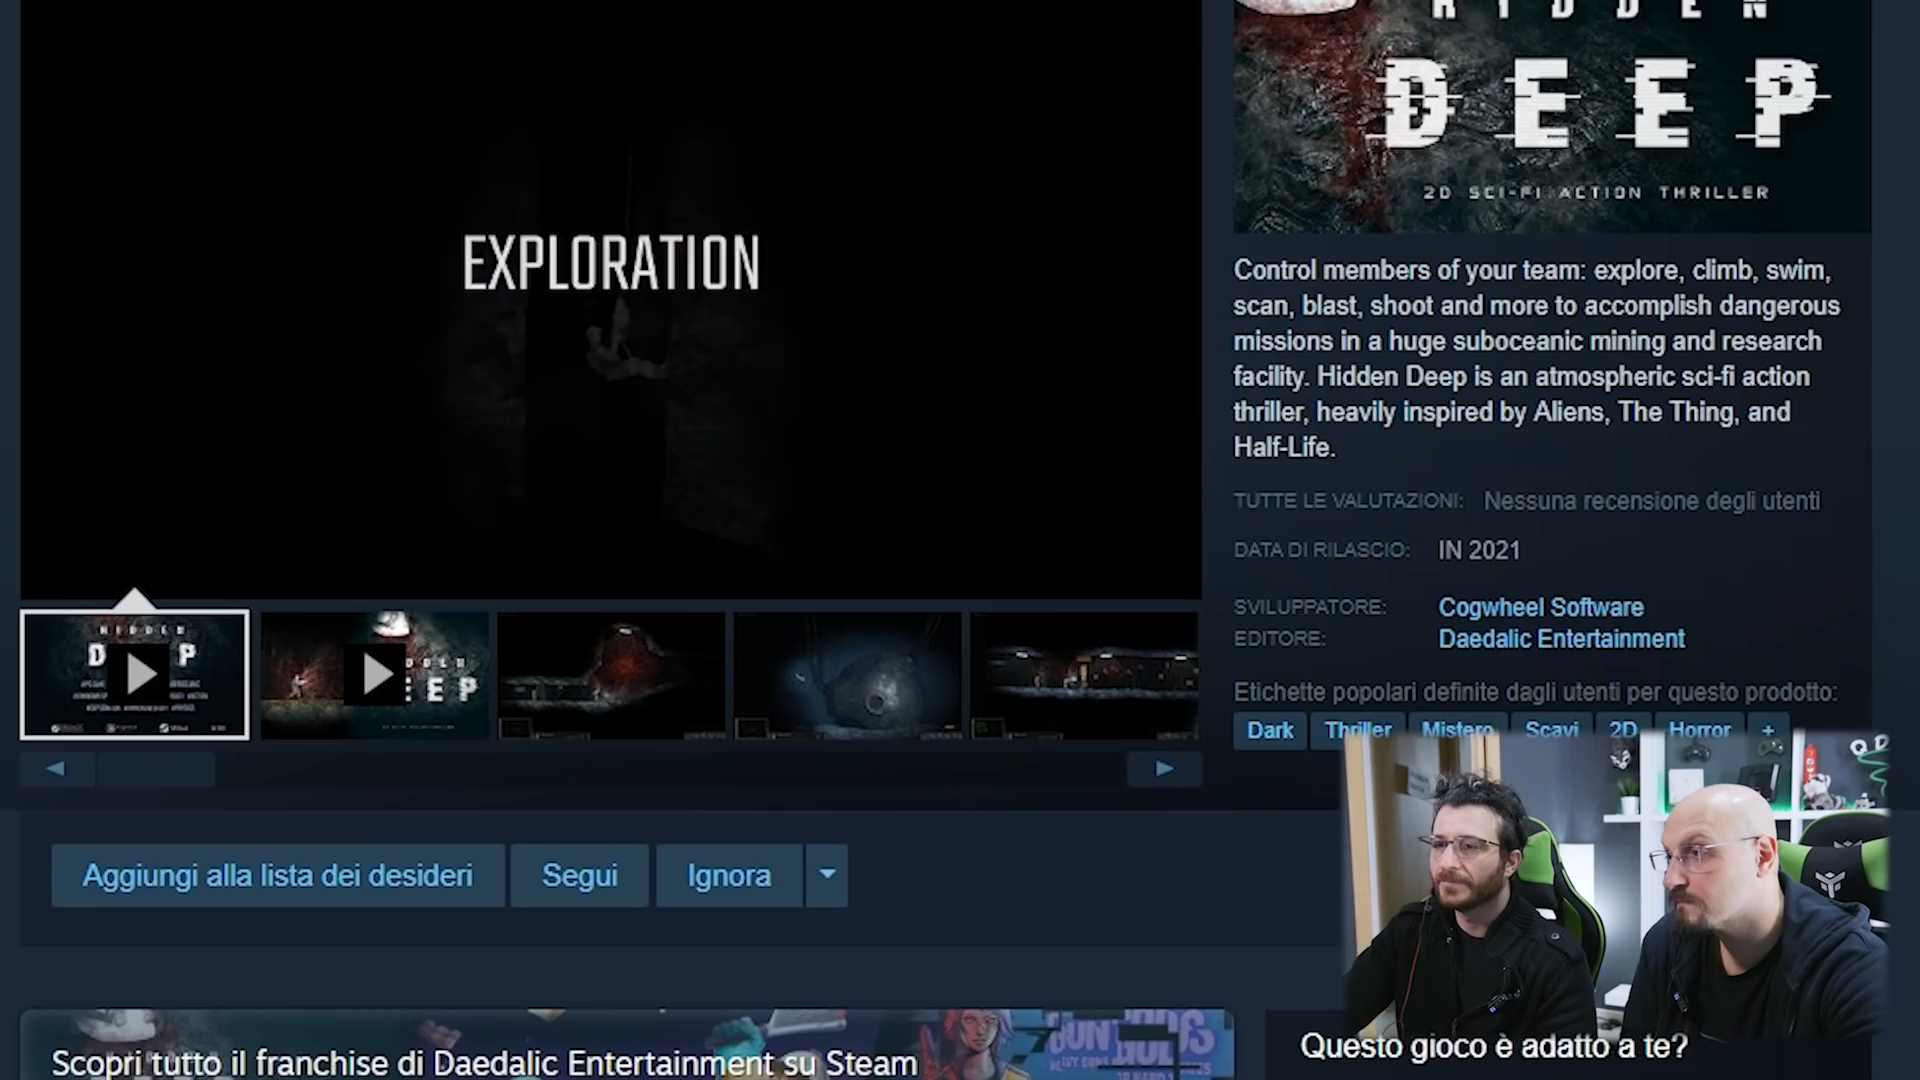 HIDDEN
DEEP
2D SCI-FI ACTION THRILLER
EXPLORATION
Control members of your team: explore, climb, swim,
scan, blast, shoot and more to accomplish dangerous
missions in a huge suboceanic mining and research
facility. Hidden Deep is an atmospheric sci-fi action
thriller, heavily inspired by Aliens, The Thing, and
Half-Life.
TUTTE LE VALUTAZIONI: Nessuna recensione degli utenti
DATA DI RILASCIO: IN 2021
SVILUPPATORE: Cogwheel Software
EDITORE: Daedalic Entertainment
Etichette popolari definite dagli utenti per questo prodotto:
Dark Thriller Mistero Scavi 2D Horror +
HIDDEN
D P
EEP
Aggiungi alla lista dei desideri Segui Ignora
Scopri tutto il franchise di Daedalic Entertainment su Steam
Questo gioco è adatto a te?